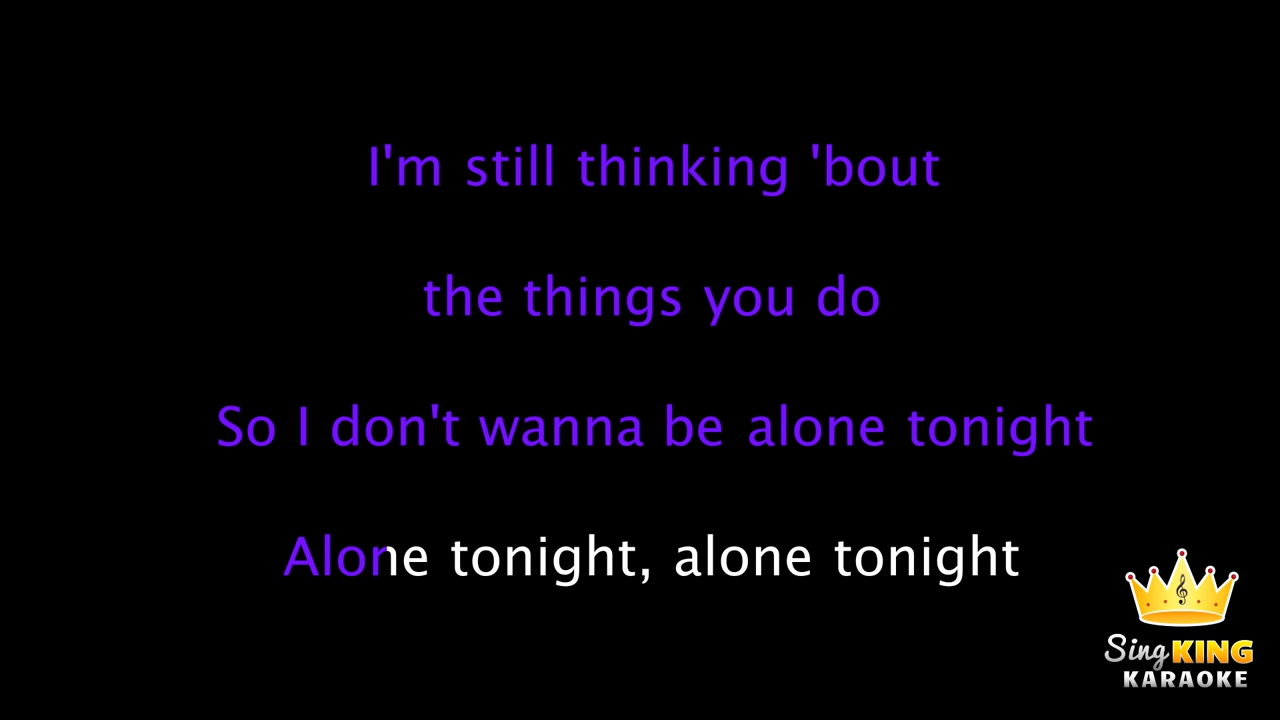 I'm still thinking 'bout
the things you do
So I don't wanna be alone tonight
Alone tonight, alone tonight
Sing KING
KARAOKE